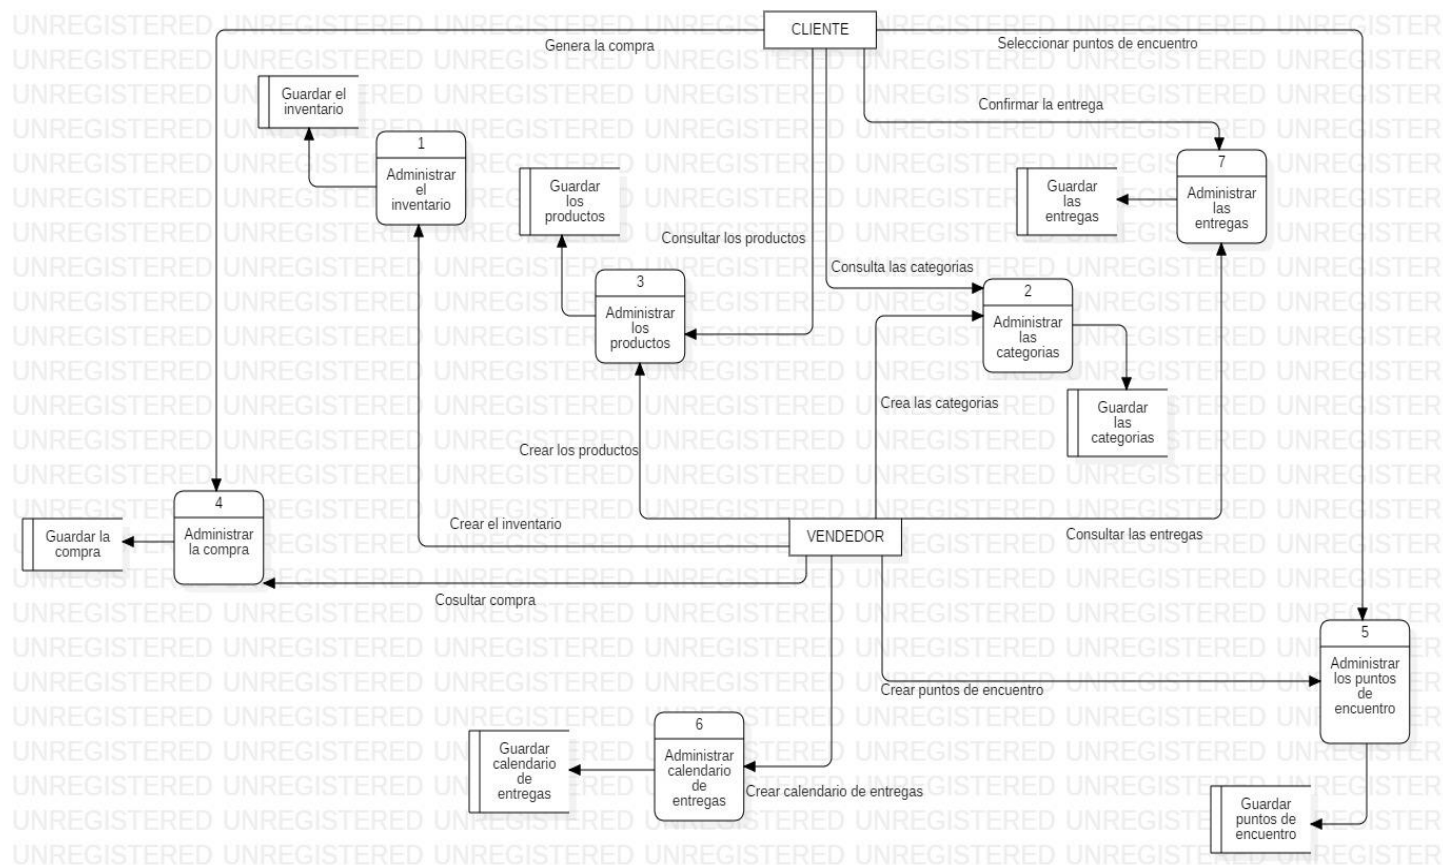 CLIENTE
Genera la compra
Seleccionar puntos de encuentro
Guardar el
inventario
Confirmar la entrega
1
Administrar
el
inventario
7
Administrar
las
entregas
Guardar
los
productos
Guardar
las
entregas
Consultar los productos
Consulta las categorias
3
Administrar
los
productos
2
Administrar
las
categorias
Crea las categorias
Guardar
las
categorias
Crear los productos
4
Administrar
la compra
Guardar la
compra
Crear el inventario
VENDEDOR
Consultar las entregas
Cosultar compra
5
Administrar
los puntos
de
encuentro
Crear puntos de encuentro
6
Administrar
calendario
de
entregas
Guardar
calendario
de
entregas
Crear calendario de entregas
Guardar
puntos de
encuentro
UNREGISTERED